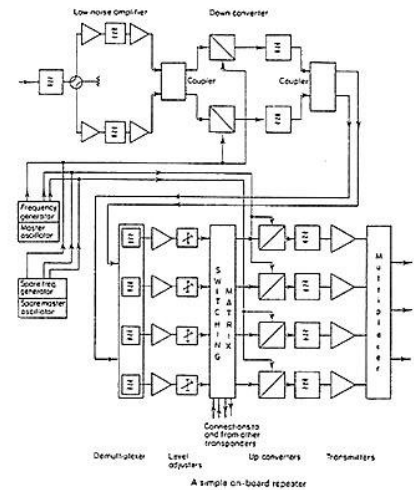 Low noise amplifier
Down converter
Coupler
Coupler
Frequency
generator
Master
oscillator
Spare freq.
generator
Spare master
oscillator
SWITCHING
MATRIX
Multiplexer
Connections to
and from other
transponders
Demultiplexer
Level
adjusters
Up converters
Transmitters
A simple on-board repeater